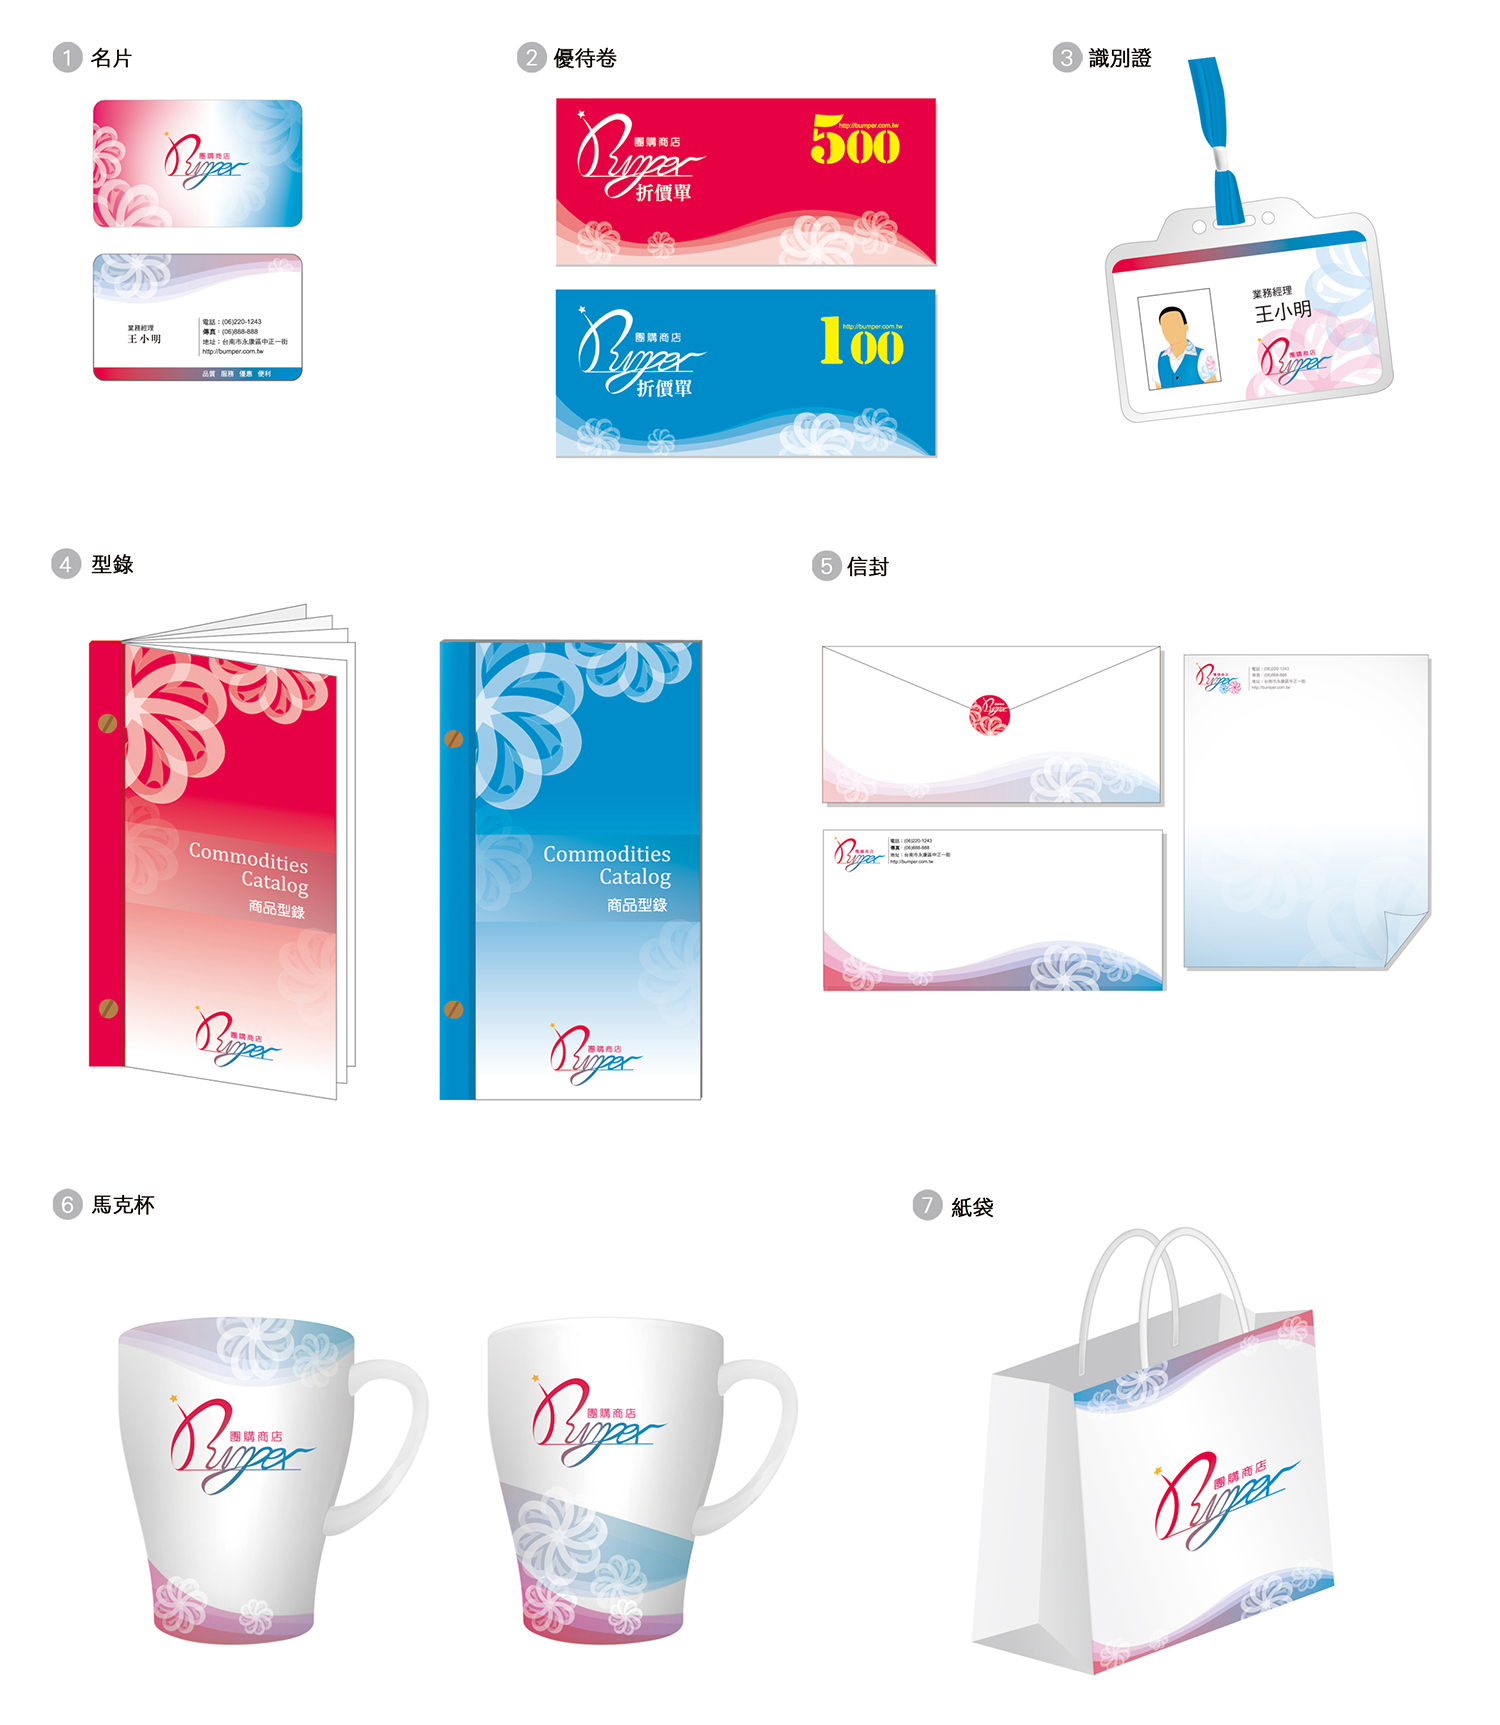 1 名片
團購商店
Bumper
業務經理
王小明
電話：(06)220-1243
傳真：(06)888-888
地址：台南市永康區中正一街
http://bumper.com.tw
品質 服務 優惠 便利
2 優待卷
團購商店
Bumper
折價單
http://bumper.com.tw
500
團購商店
Bumper
折價單
http://bumper.com.tw
100
3 識別證
業務經理
王小明
團購商店
Bumper
4 型錄
Commodities
Catalog
商品型錄
團購商店
Bumper
Commodities
Catalog
商品型錄
團購商店
Bumper
5 信封
團購商店
Bumper
團購商店
Bumper
電話：(06)220-1243
傳真：(06)888-888
地址：台南市永康區中正一街
http://bumper.com.tw
團購商店
Bumper
電話：(06)220-1243
傳真：(06)888-888
地址：台南市永康區中正一街
http://bumper.com.tw
6 馬克杯
團購商店
Bumper
團購商店
Bumper
7 紙袋
團購商店
Bumper